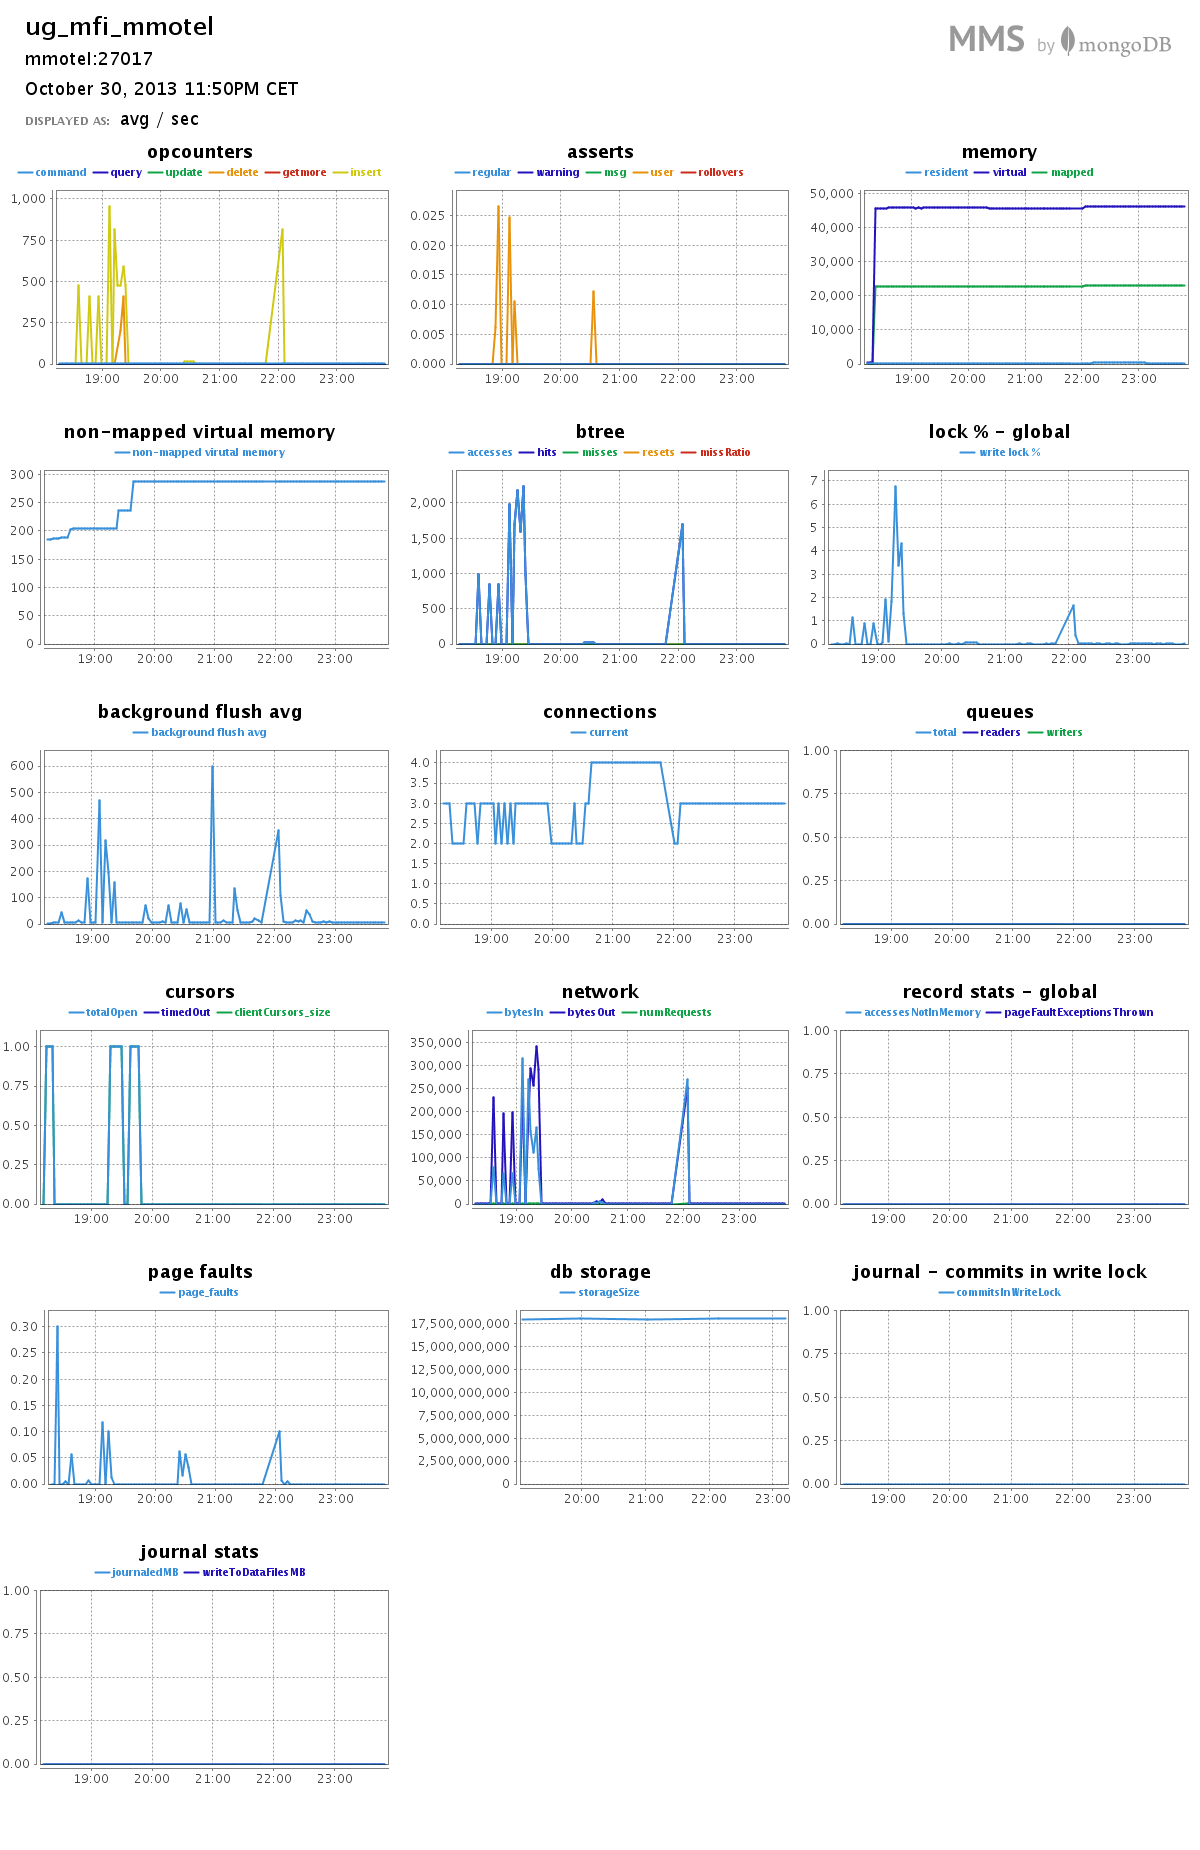 ug_mfi_mmotel
MMS by mongoDB
mmotel:27017
October 30, 2013 11:50PM CET
DISPLAYED AS: avg / sec
opcounters
command query update delete getmore insert
1,000
750
500
250
0
19:00 20:00 21:00 22:00 23:00
asserts
regular warning msg user rollovers
0.025
0.020
0.015
0.010
0.005
0.000
19:00 20:00 21:00 22:00 23:00
memory
resident virtual mapped
50,000
40,000
30,000
20,000
10,000
0
19:00 20:00 21:00 22:00 23:00
non-mapped virtual memory
non-mapped virutal memory
300
250
200
150
100
50
0
19:00 20:00 21:00 22:00 23:00
btree
accesses hits misses resets missRatio
2,000
1,500
1,000
500
0
19:00 20:00 21:00 22:00 23:00
lock % - global
write lock %
7
6
5
4
3
2
1
0
19:00 20:00 21:00 22:00 23:00
background flush avg
background flush avg
600
500
400
300
200
100
0
19:00 20:00 21:00 22:00 23:00
connections
current
4.0
3.5
3.0
2.5
2.0
1.5
1.0
0.5
0.0
19:00 20:00 21:00 22:00 23:00
queues
total readers writers
1.00
0.75
0.50
0.25
0.00
19:00 20:00 21:00 22:00 23:00
cursors
totalOpen timedOut clientCursors_size
1.00
0.75
0.50
0.25
0.00
19:00 20:00 21:00 22:00 23:00
network
bytesIn bytesOut numRequests
350,000
300,000
250,000
200,000
150,000
100,000
50,000
0
19:00 20:00 21:00 22:00 23:00
record stats - global
accessesNotInMemory pageFaultExceptionsThrown
1.00
0.75
0.50
0.25
0.00
19:00 20:00 21:00 22:00 23:00
page faults
page_faults
0.30
0.25
0.20
0.15
0.10
0.05
0.00
19:00 20:00 21:00 22:00 23:00
db storage
storageSize
17,500,000,000
15,000,000,000
12,500,000,000
10,000,000,000
7,500,000,000
5,000,000,000
2,500,000,000
0
20:00 21:00 22:00 23:00
journal - commits in write lock
commitsInWriteLock
1.00
0.75
0.50
0.25
0.00
19:00 20:00 21:00 22:00 23:00
journal stats
journaledMB writeToDataFilesMB
1.00
0.75
0.50
0.25
0.00
19:00 20:00 21:00 22:00 23:00